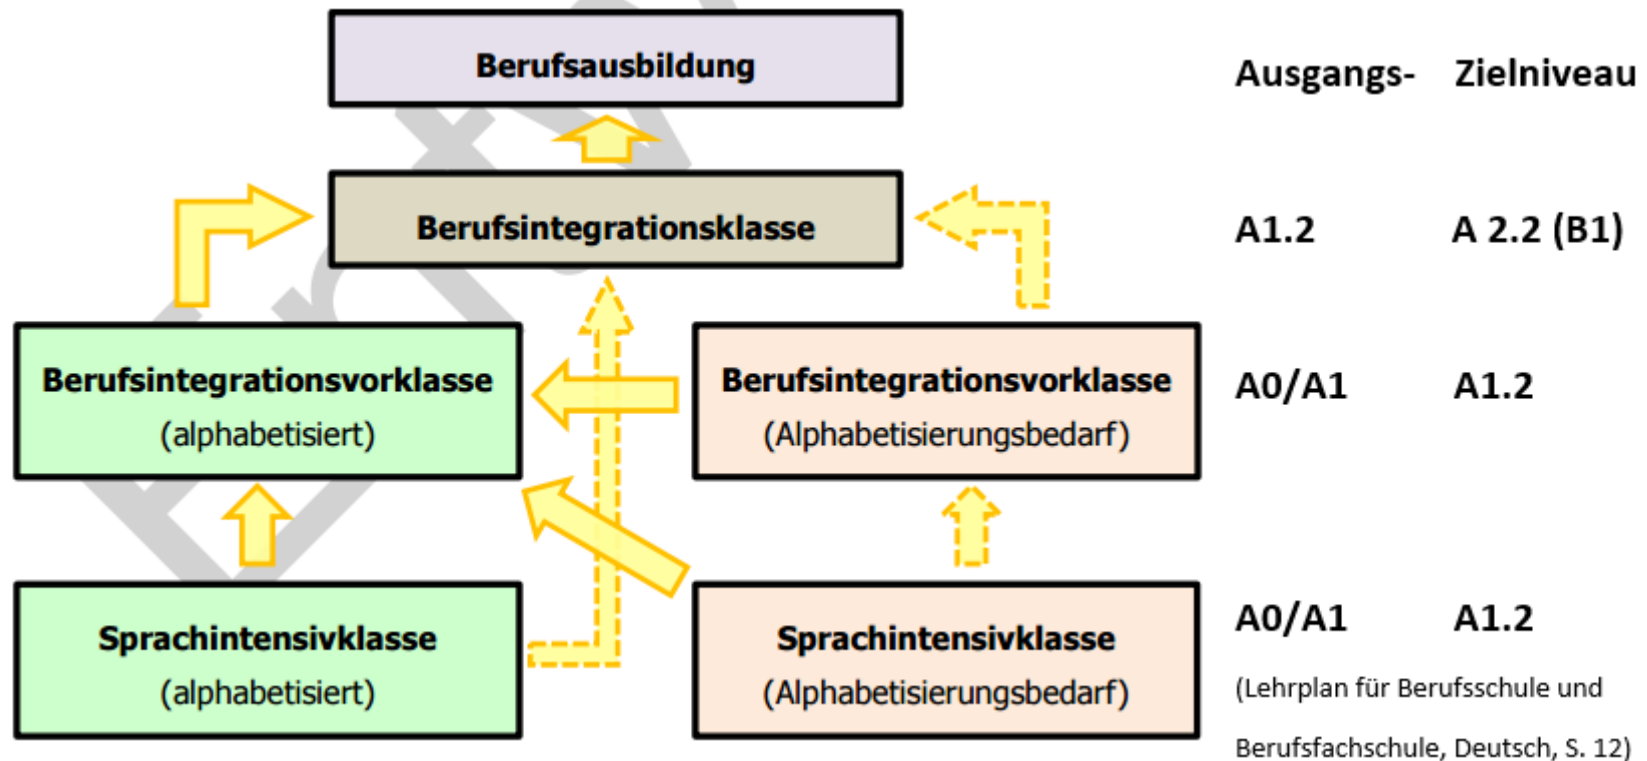 Berufsausbildung
Ausgangs- Zielniveau
Berufsintegrationsklasse
A1.2 A 2.2 (B1)
Berufsintegrationsvorklasse
(alphabetisiert)
Berufsintegrationsvorklasse
(Alphabetisierungsbedarf)
A0/A1 A1.2
Sprachintensivklasse
(alphabetisiert)
Sprachintensivklasse
(Alphabetisierungsbedarf)
A0/A1 A1.2
(Lehrplan für Berufsschule und
Berufsfachschule, Deutsch, S. 12)